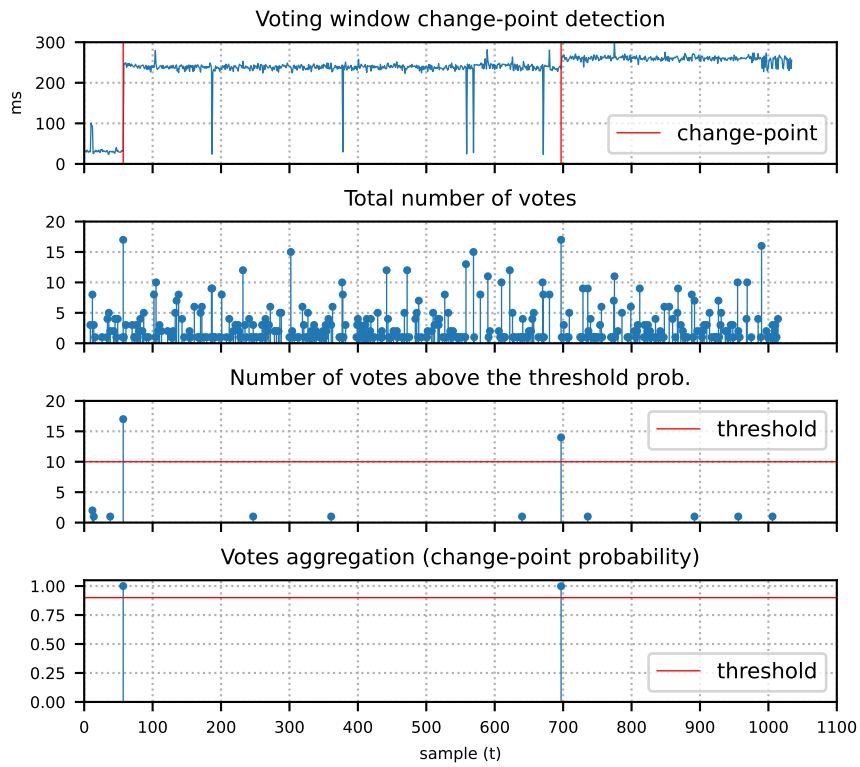 Voting window change-point detection
300
200
100
0
ms
change-point
Total number of votes
20
15
10
5
0
Number of votes above the threshold prob.
20
15
10
5
0
threshold
Votes aggregation (change-point probability)
1.00
0.75
0.50
0.25
0.00
threshold
0 100 200 300 400 500 600 700 800 900 1000 1100
sample (t)